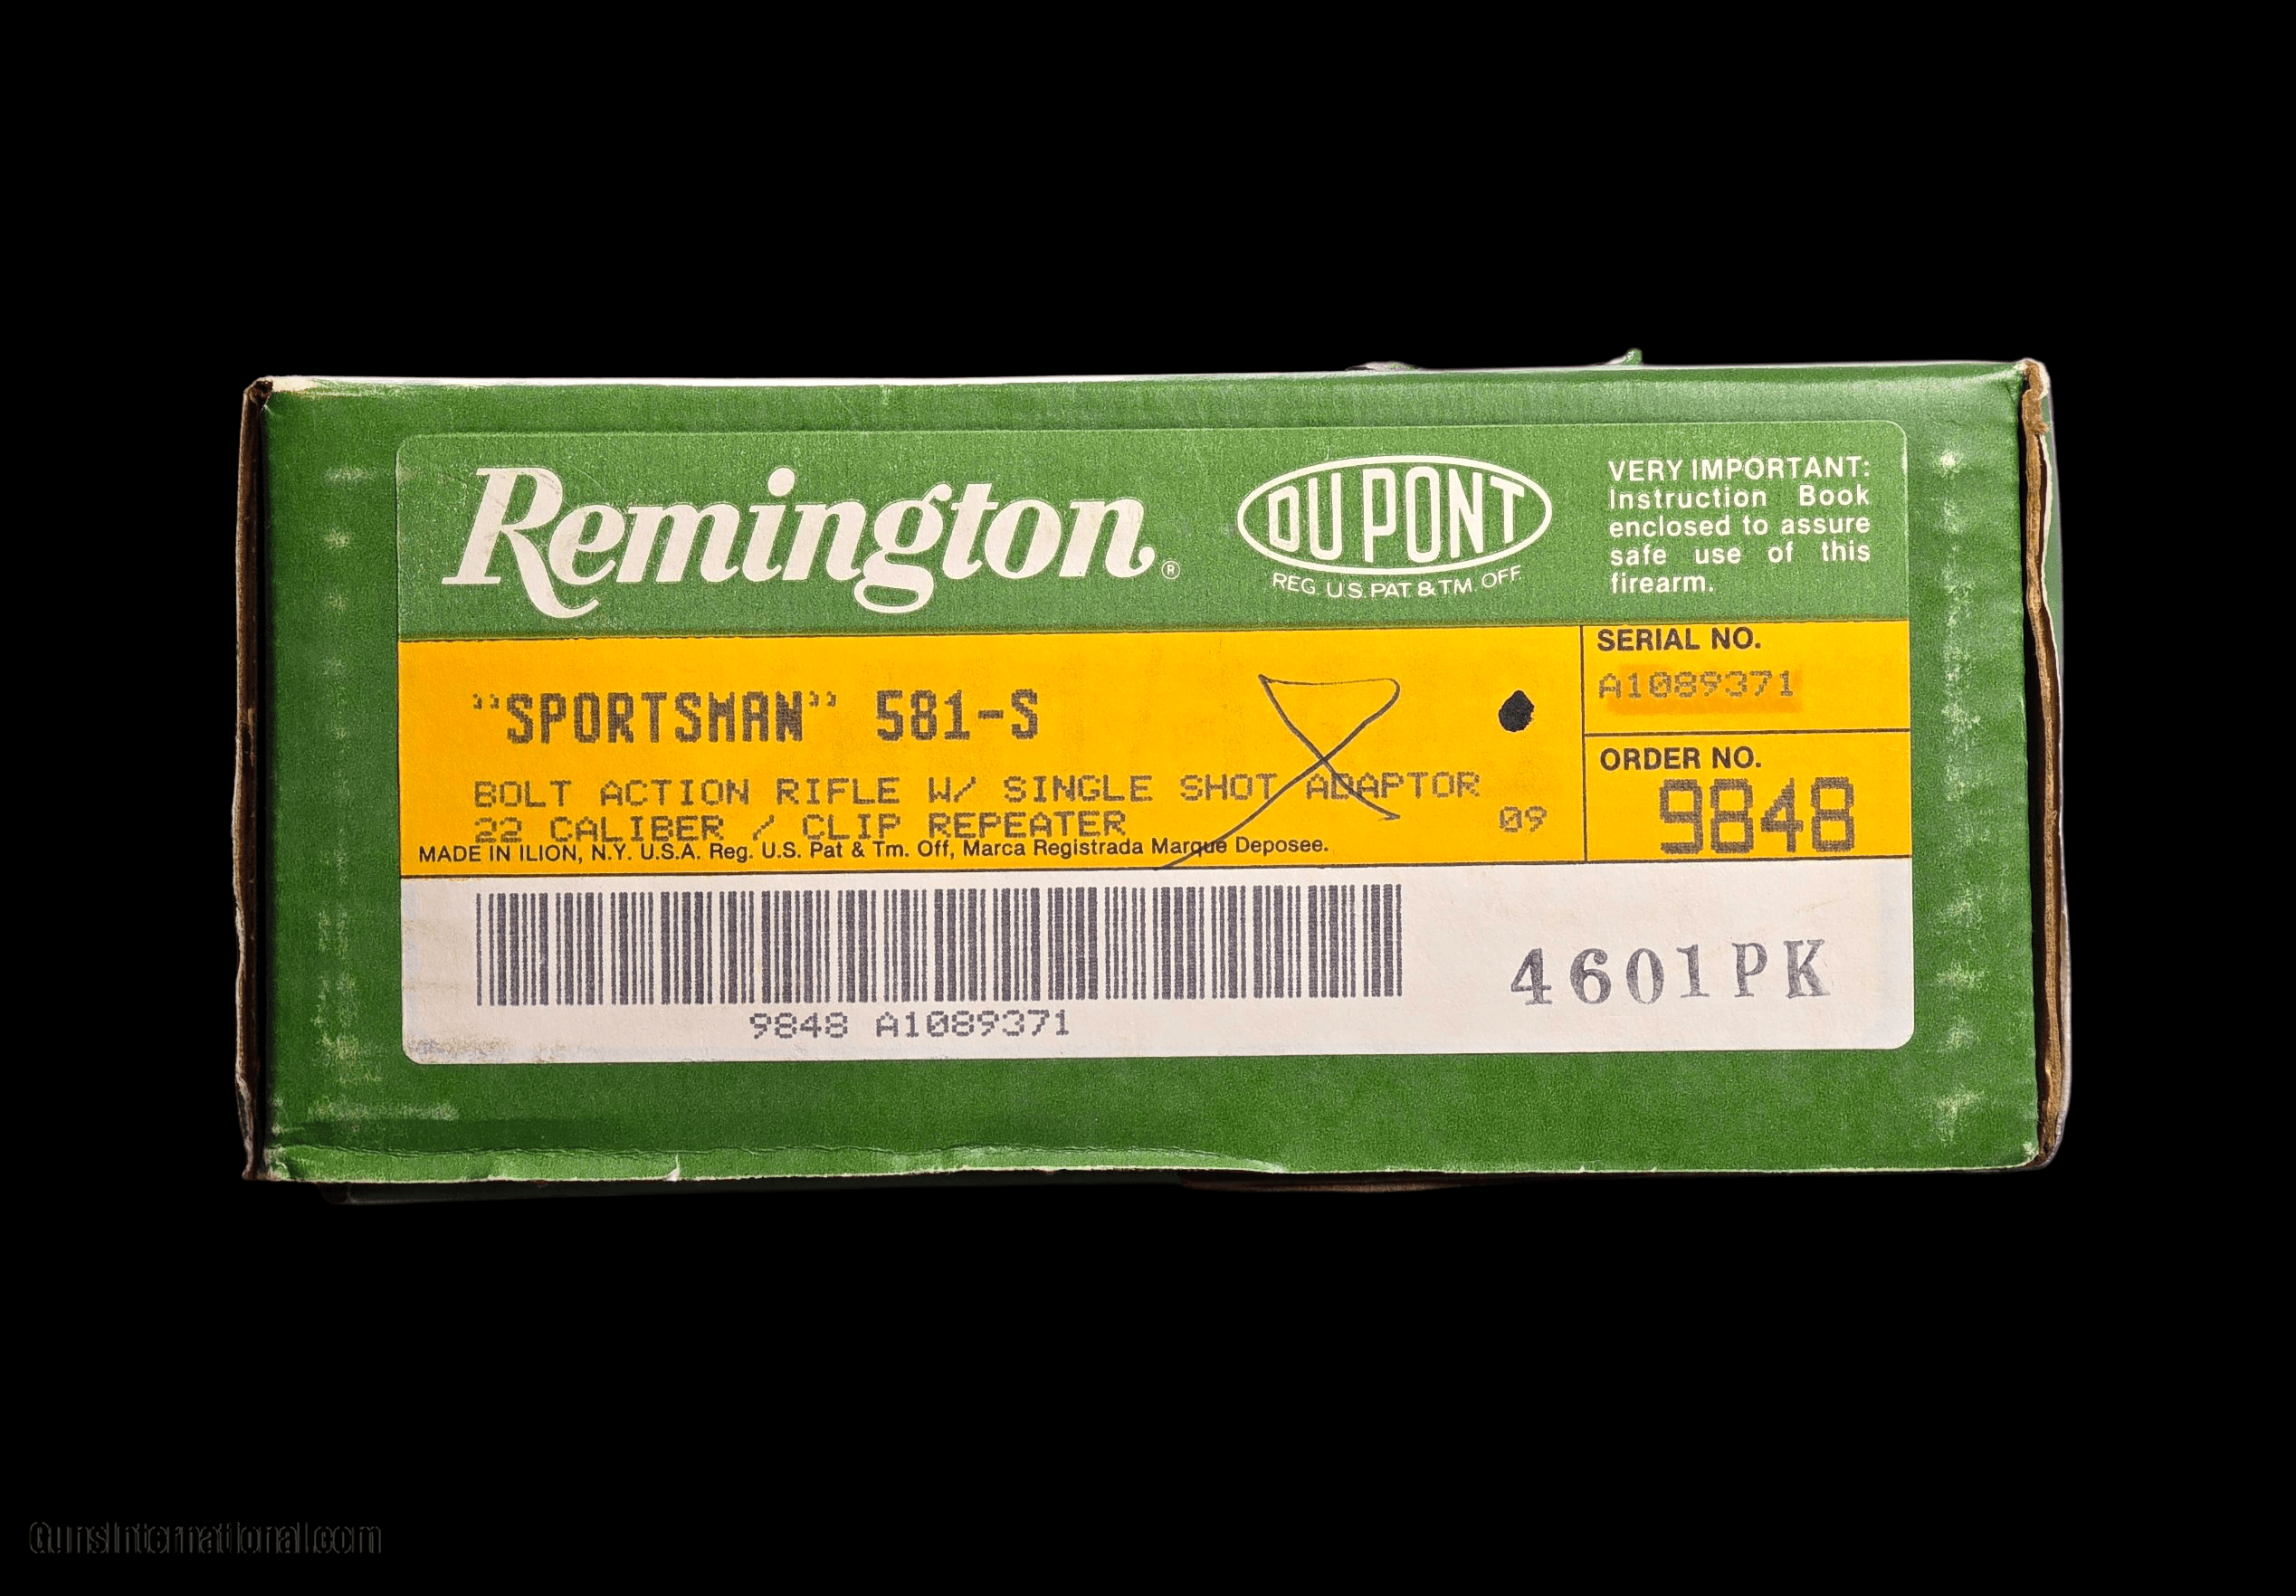 Remington®
DU PONT
REG. U.S. PAT. & TM. OFF.
VERY IMPORTANT:
Instruction Book
enclosed to assure
safe use of this
firearm.
"SPORTSMAN" 581-S
BOLT ACTION RIFLE W/ SINGLE SHOT ADAPTOR
22 CALIBER / CLIP REPEATER
09
MADE IN ILION, N.Y. U.S.A. Reg. U.S. Pat & Tm. Off, Marca Registrada Marque Deposee.
SERIAL NO.
A1089371
ORDER NO.
9848
9848 A1089371
4601PK
GunsInternational.com